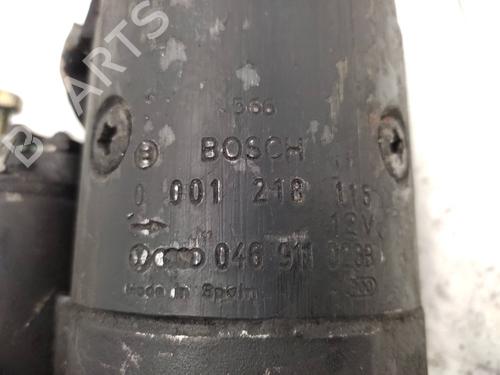 PARTS
566
BOSCH
0 001 218 115
12V
046 911 023B
Made in Spain